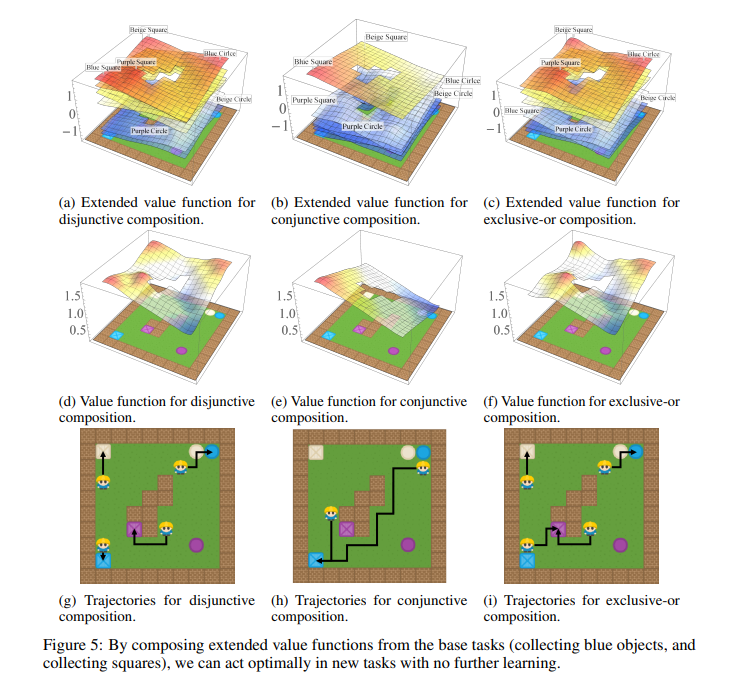 Beige Square
Blue Cirlce
Purple Square
Blue Square
Beige Circle
1
0
−1
Purple Circle
Beige Square
Blue Square
Blue Cirlce
Beige Circle
1
Purple Square
0
−1
Purple Circle
Beige Square
Blue Cirlce
Purple Square
Beige Circle
1
0
Blue Square
−1
Purple Circle
(a) Extended value function for
disjunctive composition.
(b) Extended value function for
conjunctive composition.
(c) Extended value function for
exclusive-or composition.
1.5
1.0
0.5
1.5
1.0
0.5
1.5
1.0
0.5
(d) Value function for disjunctive
composition.
(e) Value function for conjunctive
composition.
(f) Value function for exclusive-or
composition.
(g) Trajectories for disjunctive
composition.
(h) Trajectories for conjunctive
composition.
(i) Trajectories for exclusive-or
composition.
Figure 5: By composing extended value functions from the base tasks (collecting blue objects, and
collecting squares), we can act optimally in new tasks with no further learning.